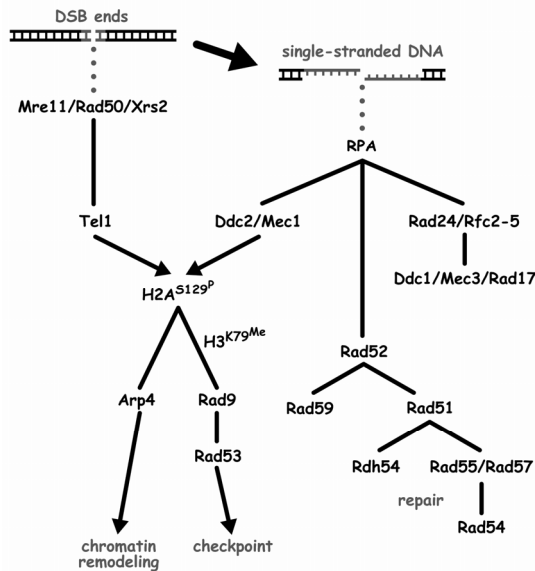 DSB ends
single-stranded DNA
Mre11/Rad50/Xrs2
RPA
Tel1
Ddc2/Mec1
Rad24/Rfc2-5
Ddc1/Mec3/Rad17
H2A^S129P
H3^K79Me
Rad52
Arp4
Rad9
Rad59
Rad51
Rad53
Rdh54
Rad55/Rad57
repair
Rad54
chromatin
remodeling
checkpoint